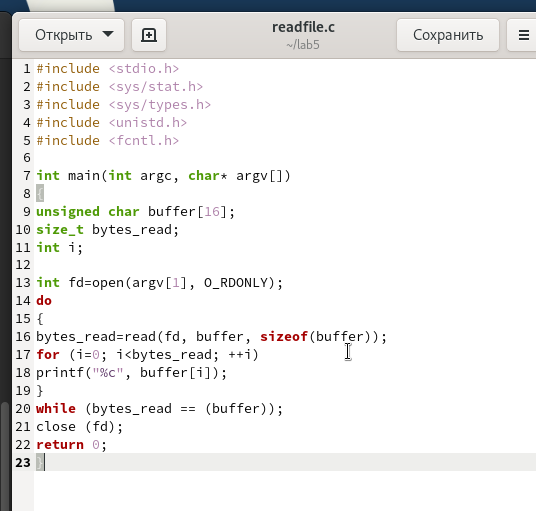 Открыть
readfile.c
~/lab5
Сохранить
1 #include <stdio.h>
2 #include <sys/stat.h>
3 #include <sys/types.h>
4 #include <unistd.h>
5 #include <fcntl.h>
6
7 int main(int argc, char* argv[])
8 {
9 unsigned char buffer[16];
10 size_t bytes_read;
11 int i;
12
13 int fd=open(argv[1], O_RDONLY);
14 do
15 {
16 bytes_read=read(fd, buffer, sizeof(buffer));
17 for (i=0; i<bytes_read; ++i)
18 printf("%c", buffer[i]);
19 }
20 while (bytes_read == (buffer));
21 close (fd);
22 return 0;
23 }